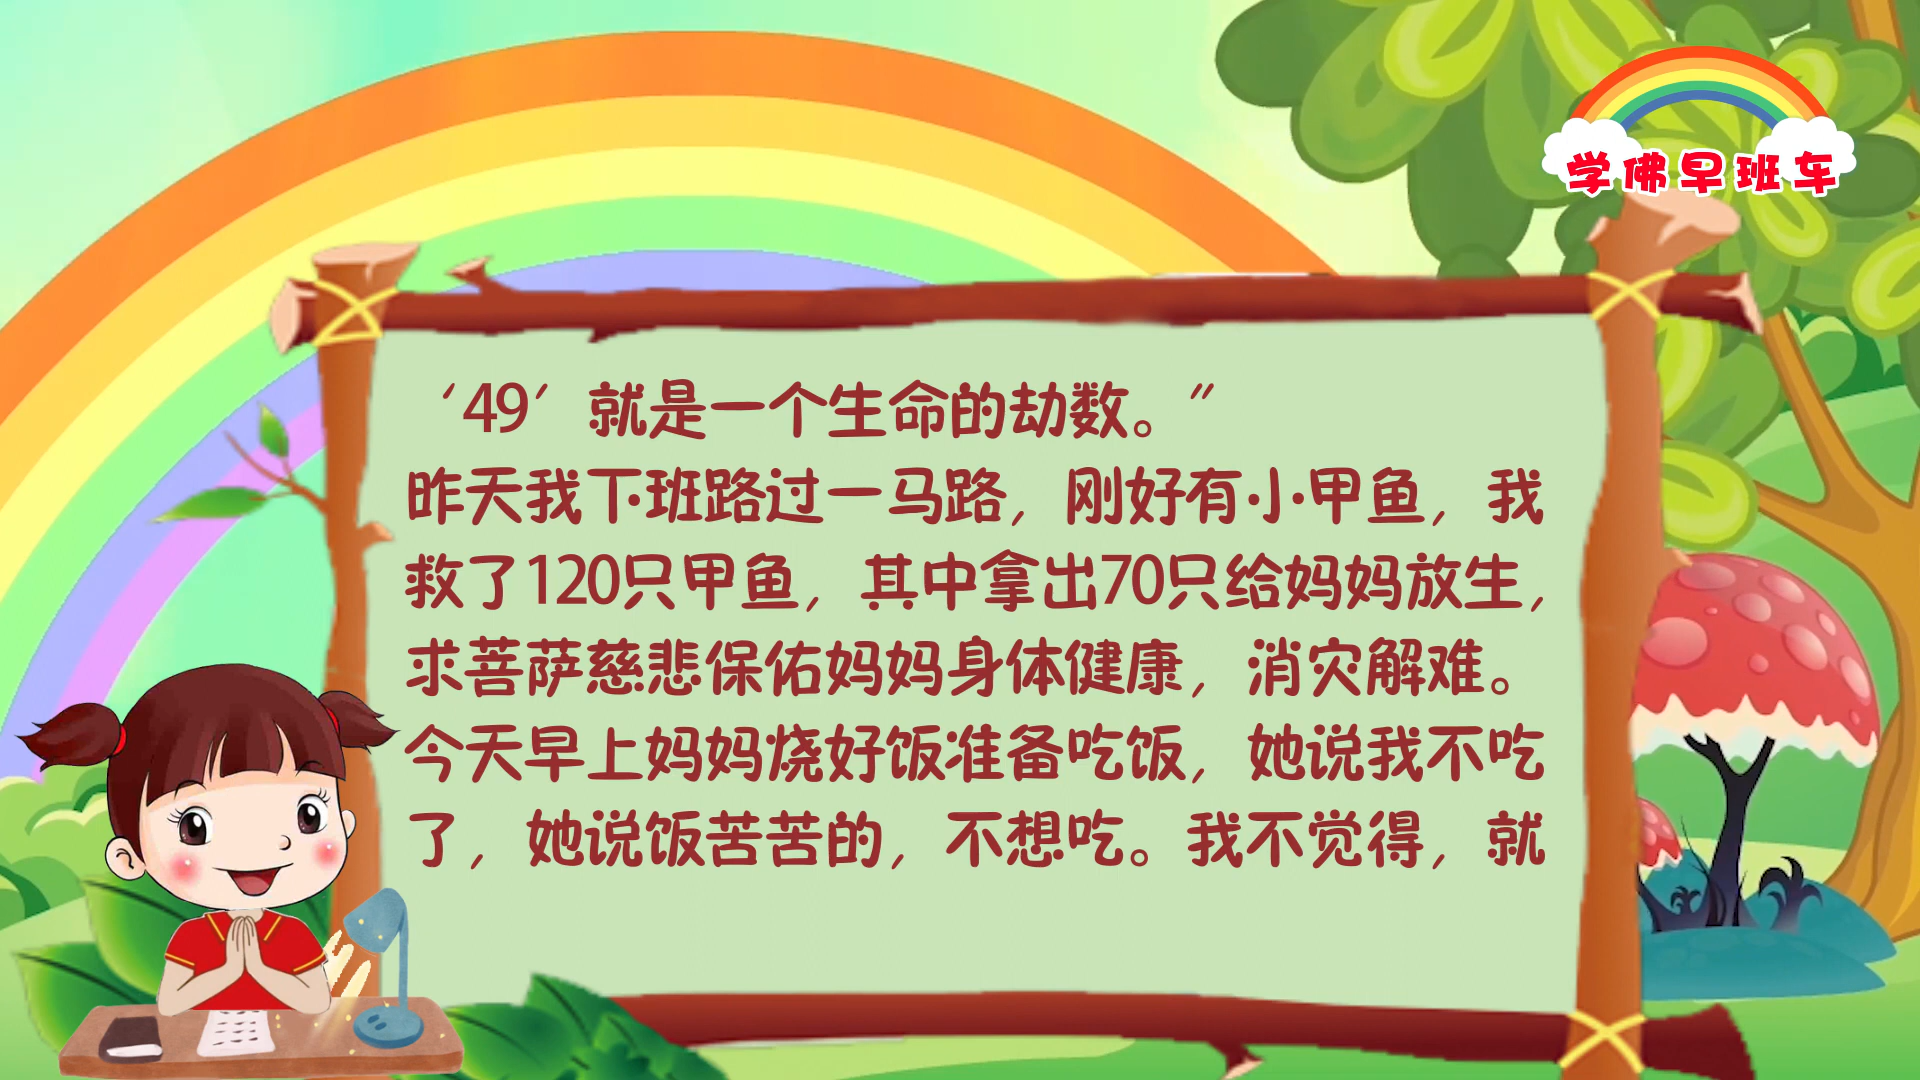 学佛早班车
‘49’就是一个生命的劫数。”
昨天我下班路过一马路，刚好有小甲鱼，我
救了120只甲鱼，其中拿出70只给妈妈放生，
求菩萨慈悲保佑妈妈身体健康，消灾解难。
今天早上妈妈烧好饭准备吃饭，她说我不吃
了，她说饭苦苦的，不想吃。我不觉得，就